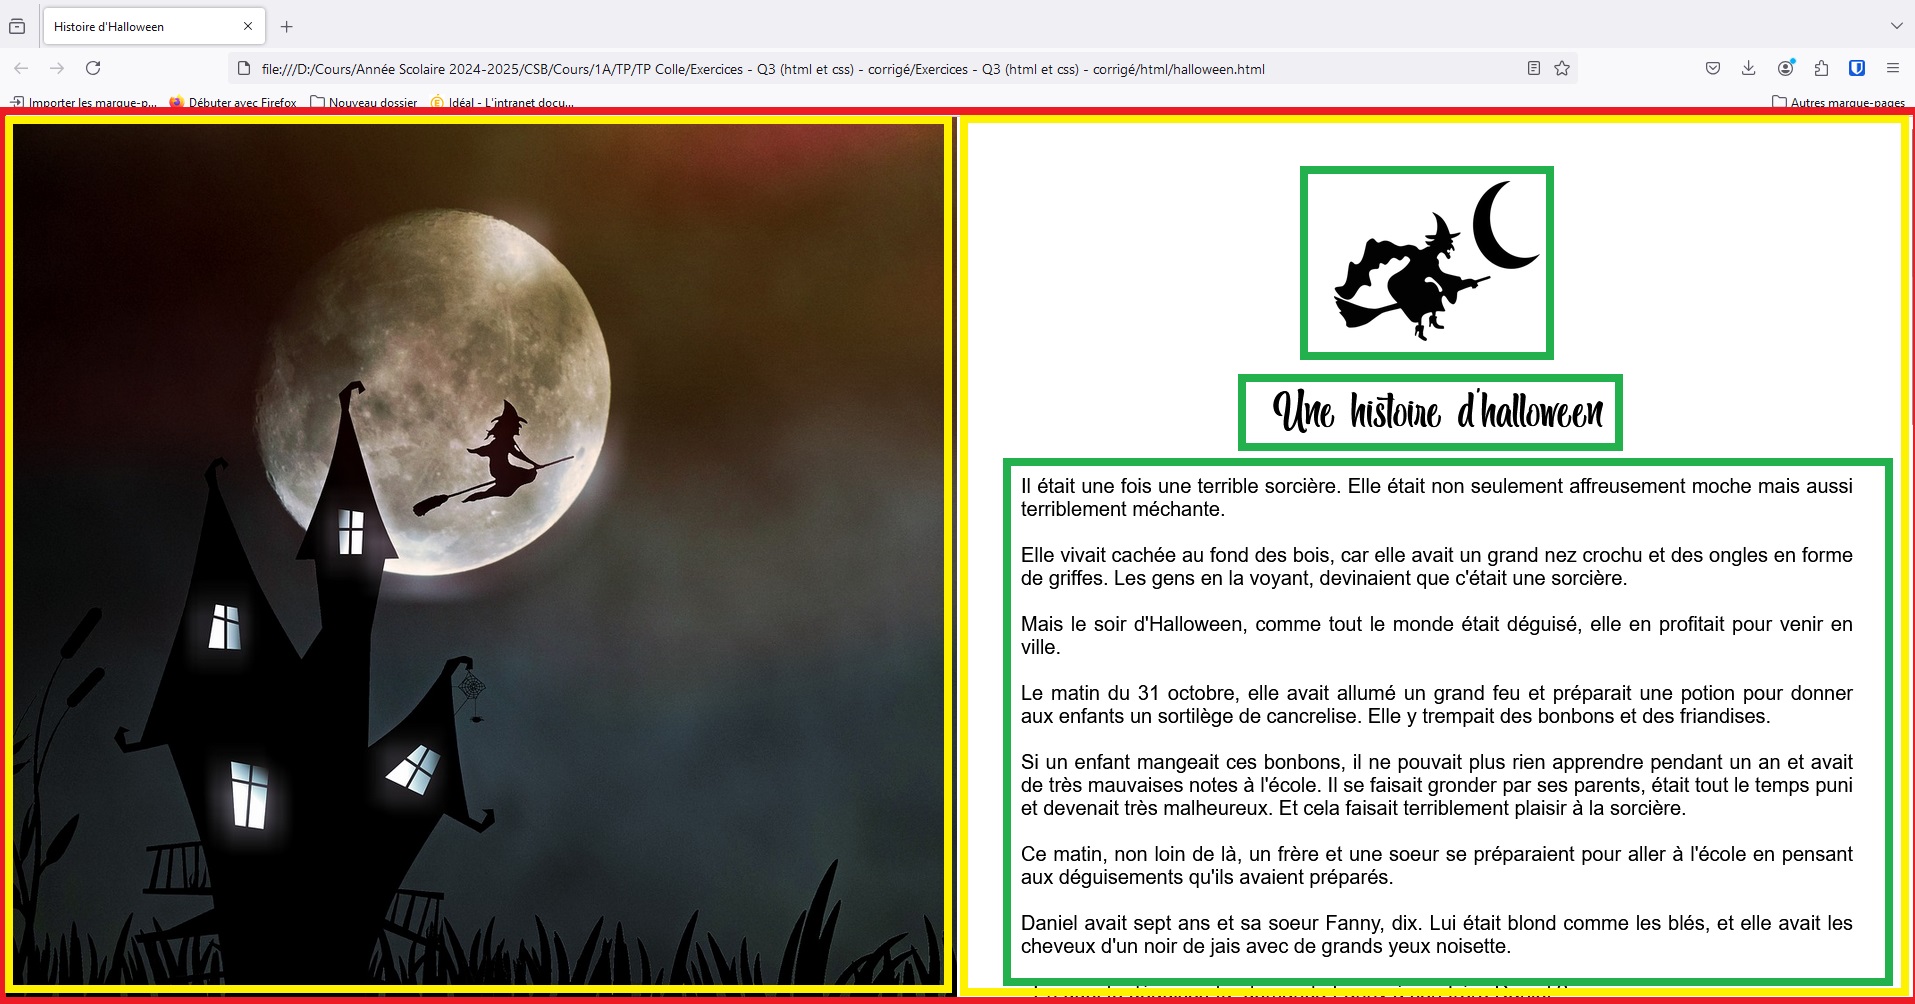 Histoire d'Halloween
file:///D:/Cours/Année Scolaire 2024-2025/CSB/Cours/1A/TP/TP Colle/Exercices - Q3 (html et css) - corrigé/Exercices - Q3 (html et css) - corrigé/html/halloween.html
Importer les marque-p... Débuter avec Firefox Nouveau dossier Idéal - L'intranet docu... Autres marque-pages
Une histoire d'halloween
Il était une fois une terrible sorcière. Elle était non seulement affreusement moche mais aussi
terriblement méchante.
Elle vivait cachée au fond des bois, car elle avait un grand nez crochu et des ongles en forme
de griffes. Les gens en la voyant, devinaient que c'était une sorcière.
Mais le soir d'Halloween, comme tout le monde était déguisé, elle en profitait pour venir en
ville.
Le matin du 31 octobre, elle avait allumé un grand feu et préparait une potion pour donner
aux enfants un sortilège de cancrelise. Elle y trempait des bonbons et des friandises.
Si un enfant mangeait ces bonbons, il ne pouvait plus rien apprendre pendant un an et avait
de très mauvaises notes à l'école. Il se faisait gronder par ses parents, était tout le temps puni
et devenait très malheureux. Et cela faisait terriblement plaisir à la sorcière.
Ce matin, non loin de là, un frère et une soeur se préparaient pour aller à l'école en pensant
aux déguisements qu'ils avaient préparés.
Daniel avait sept ans et sa soeur Fanny, dix. Lui était blond comme les blés, et elle avait les
cheveux d'un noir de jais avec de grands yeux noisette.